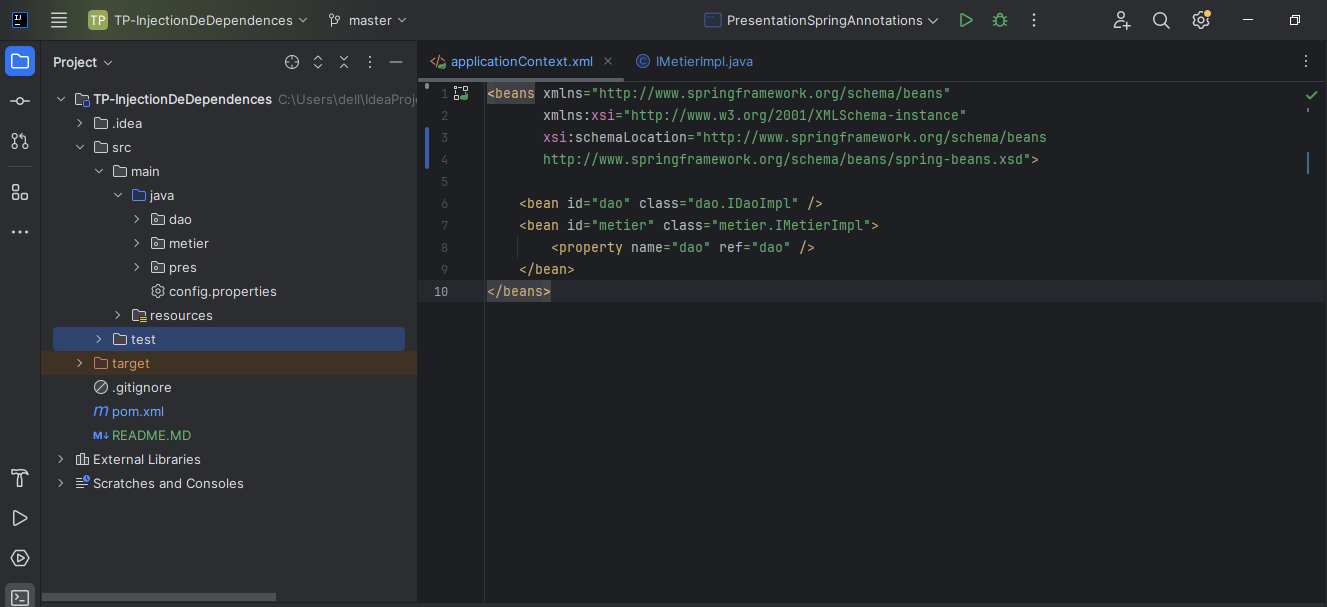 TP TP-InjectionDeDependences master PresentationSpringAnnotations
Project
applicationContext.xml
IMetierImpl.java
TP-InjectionDeDependences C:\Users\dell\IdeaProj
.idea
src
main
java
dao
metier
pres
config.properties
resources
test
target
.gitignore
m pom.xml
M↓ README.MD
External Libraries
Scratches and Consoles
1 <beans xmlns="http://www.springframework.org/schema/beans"
2 xmlns:xsi="http://www.w3.org/2001/XMLSchema-instance"
3 xsi:schemaLocation="http://www.springframework.org/schema/beans
4 http://www.springframework.org/schema/beans/spring-beans.xsd">
5
6 <bean id="dao" class="dao.IDaoImpl" />
7 <bean id="metier" class="metier.IMetierImpl">
8 <property name="dao" ref="dao" />
9 </bean>
10 </beans>